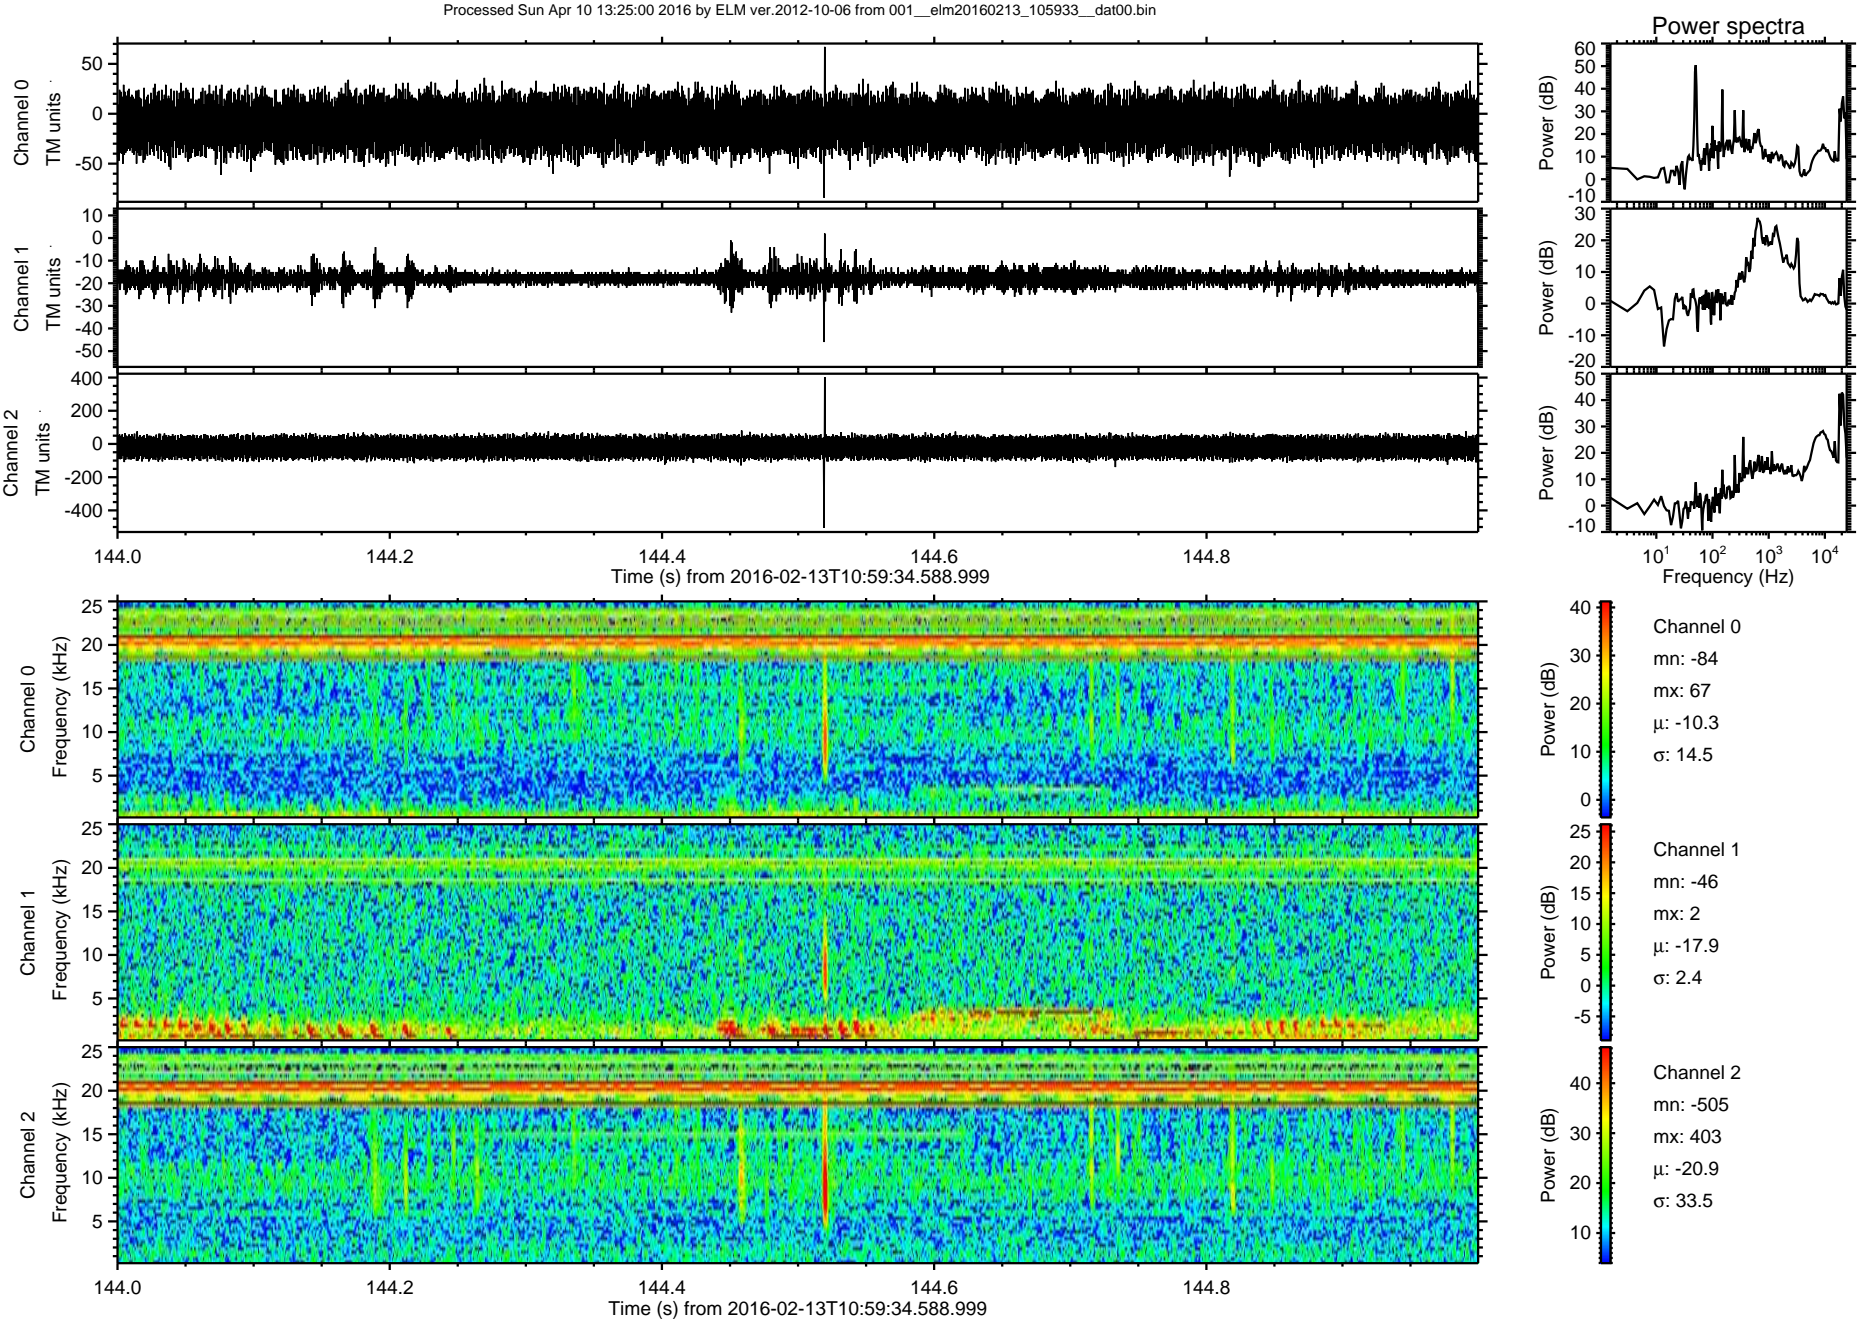 Processed Sun Apr 10 13:25:00 2016 by ELM ver.2012-10-06 from 001__elm20160213_105933__dat00.bin
Power spectra
Channel 0
TM units
50
0
-50
Power (dB)
60
50
40
30
20
10
0
-10
Channel 1
TM units
10
0
-10
-20
-30
-40
-50
Power (dB)
30
20
10
0
-10
-20
Channel 2
TM units
400
200
0
-200
-400
Power (dB)
50
40
30
20
10
0
-10
144.0 144.2 144.4 144.6 144.8
Time (s) from 2016-02-13T10:59:34.588.999
10¹ 10² 10³ 10⁴
Frequency (Hz)
Channel 0
Frequency (kHz)
25
20
15
10
5
Power (dB)
40
30
20
10
0
Channel 0
mn: -84
mx: 67
µ: -10.3
σ: 14.5
Channel 1
Frequency (kHz)
25
20
15
10
5
Power (dB)
25
20
15
10
5
0
-5
Channel 1
mn: -46
mx: 2
µ: -17.9
σ: 2.4
Channel 2
Frequency (kHz)
25
20
15
10
5
Power (dB)
40
30
20
10
Channel 2
mn: -505
mx: 403
µ: -20.9
σ: 33.5
144.0 144.2 144.4 144.6 144.8
Time (s) from 2016-02-13T10:59:34.588.999